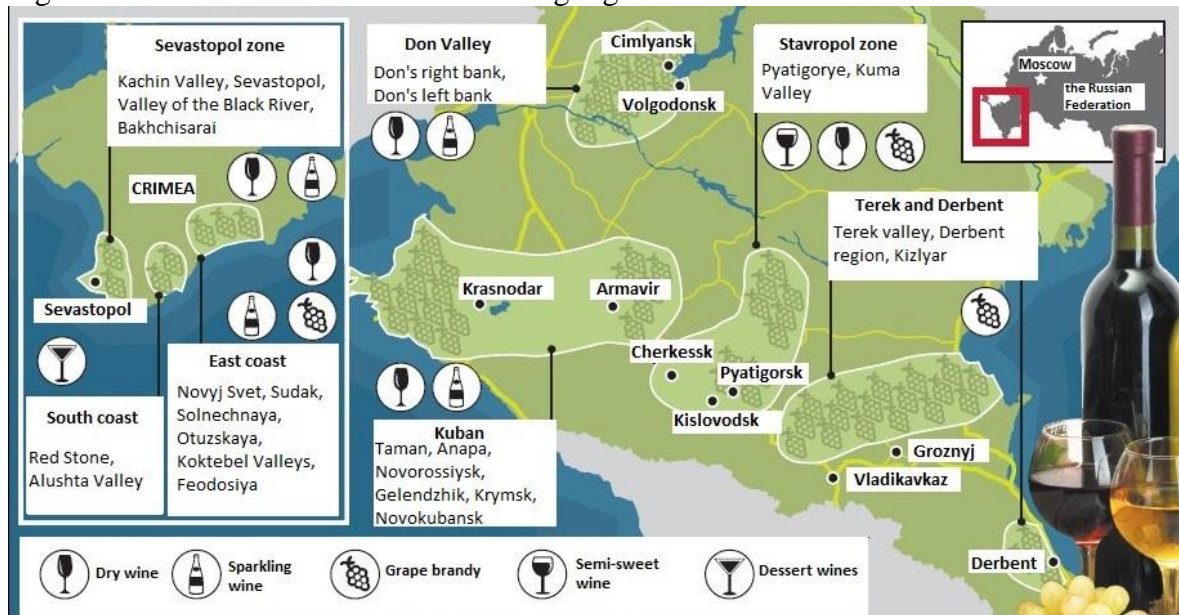 Sevastopol zone
Kachin Valley, Sevastopol,
Valley of the Black River,
Bakhchisarai
CRIMEA
Sevastopol
South coast
Red Stone,
Alushta Valley
East coast
Novyj Svet, Sudak,
Solnechnaya,
Otuzskaya,
Koktebel Valleys,
Feodosiya
Don Valley
Don's right bank,
Don's left bank
Cimlyansk
Volgodonsk
Stavropol zone
Pyatigorye, Kuma
Valley
Moscow
the Russian
Federation
Terek and Derbent
Terek valley, Derbent
region, Kizlyar
Krasnodar
Armavir
Cherkessk
Pyatigorsk
Kislovodsk
Kuban
Taman, Anapa,
Novorossiysk,
Gelendzhik, Krymsk,
Novokubansk
Groznyj
Vladikavkaz
Derbent
Dry wine
Sparkling
wine
Grape brandy
Semi-sweet
wine
Dessert wines